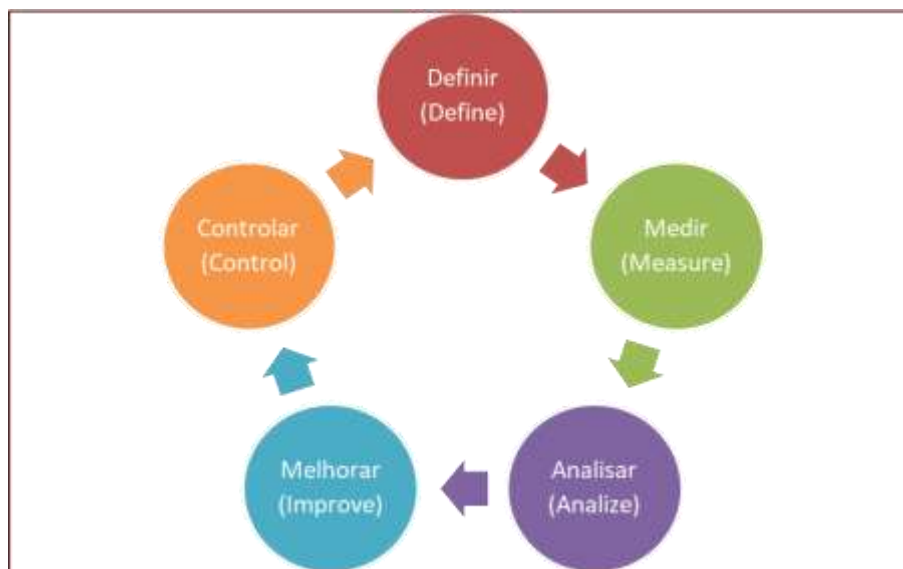 Definir
(Define)
Medir
(Measure)
Analisar
(Analize)
Melhorar
(Improve)
Controlar
(Control)